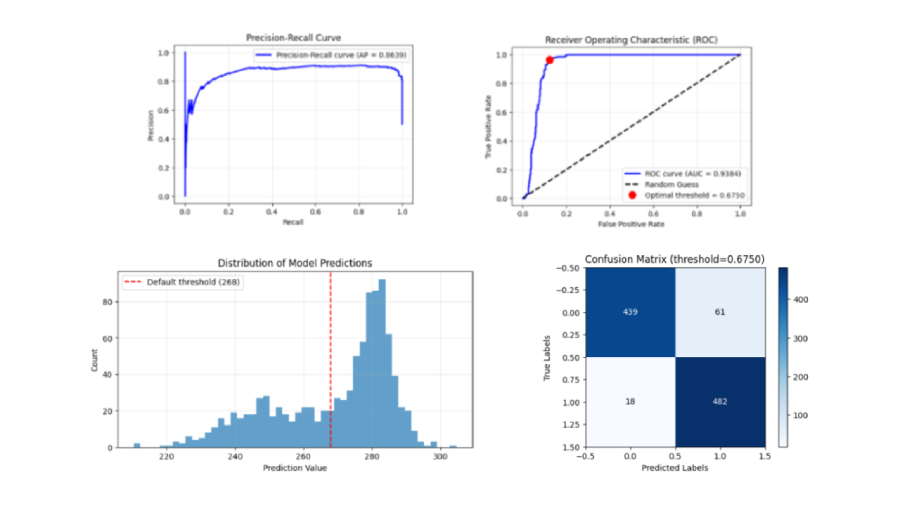 Precision-Recall Curve
Precision-Recall curve (AP = 0.8639)
1.0
0.8
0.6
0.4
0.2
0.0
Precision
0.0 0.2 0.4 0.6 0.8 1.0
Recall
Receiver Operating Characteristic (ROC)
1.0
0.8
0.6
0.4
0.2
0.0
True Positive Rate
ROC curve (AUC = 0.9384)
Random Guess
Optimal threshold = 0.6750
0.0 0.2 0.4 0.6 0.8 1.0
False Positive Rate
Distribution of Model Predictions
Default threshold (268)
80
60
40
20
0
Count
220 240 260 280 300
Prediction Value
Confusion Matrix (threshold=0.6750)
−0.50
−0.25
0.00
0.25
0.50
0.75
1.00
1.25
1.50
True Labels
439 61
18 482
−0.5 0.0 0.5 1.0 1.5
Predicted Labels
400
300
200
100